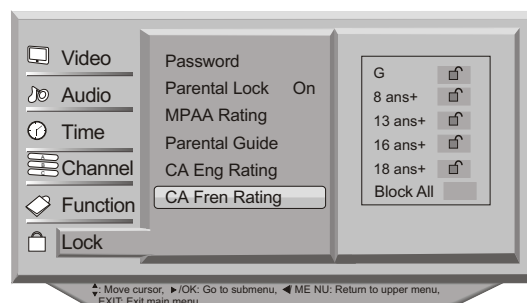 Video
Audio
Time
Channel
Function
Lock
Password
Parental Lock On
MPAA Rating
Parental Guide
CA Eng Rating
CA Fren Rating
G
8 ans+
13 ans+
16 ans+
18 ans+
Block All
: Move cursor, ▶/OK: Go to submenu, ◀ ME NU: Return to upper menu,
EXIT: Exit main menu